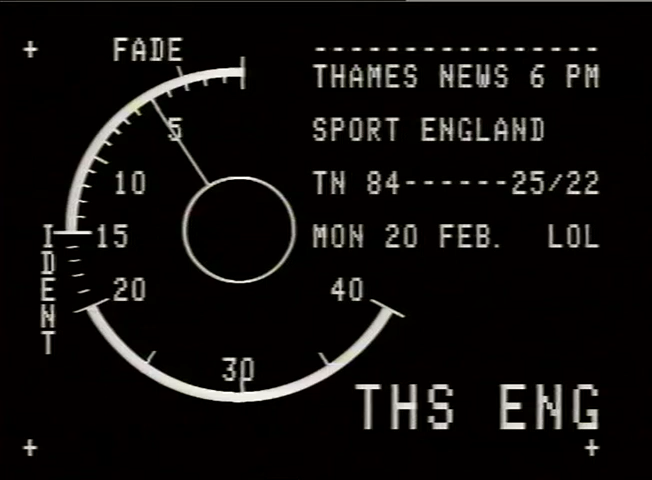 FADE
----------------
THAMES NEWS 6 PM
5
SPORT ENGLAND
10
TN 84------25/22
IDENT
15
MON 20 FEB. LOL
20
40
30
THS ENG